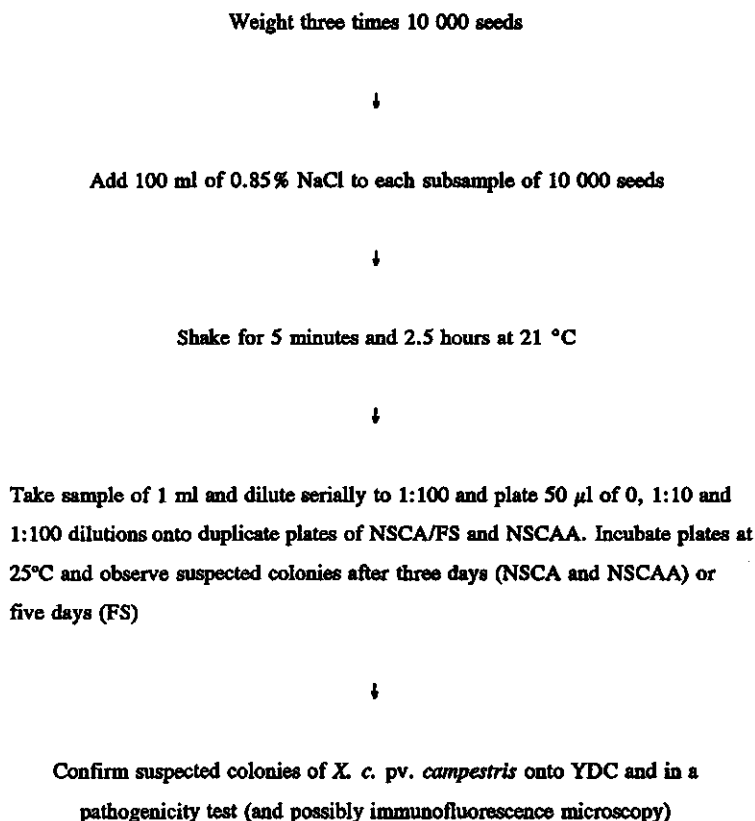 Weight three times 10 000 seeds
↓
Add 100 ml of 0.85% NaCl to each subsample of 10 000 seeds
↓
Shake for 5 minutes and 2.5 hours at 21 °C
↓
Take sample of 1 ml and dilute serially to 1:100 and plate 50 μl of 0, 1:10 and
1:100 dilutions onto duplicate plates of NSCA/FS and NSCAA. Incubate plates at
25°C and observe suspected colonies after three days (NSCA and NSCAA) or
five days (FS)
↓
Confirm suspected colonies of X. c. pv. campestris onto YDC and in a
pathogenicity test (and possibly immunofluorescence microscopy)